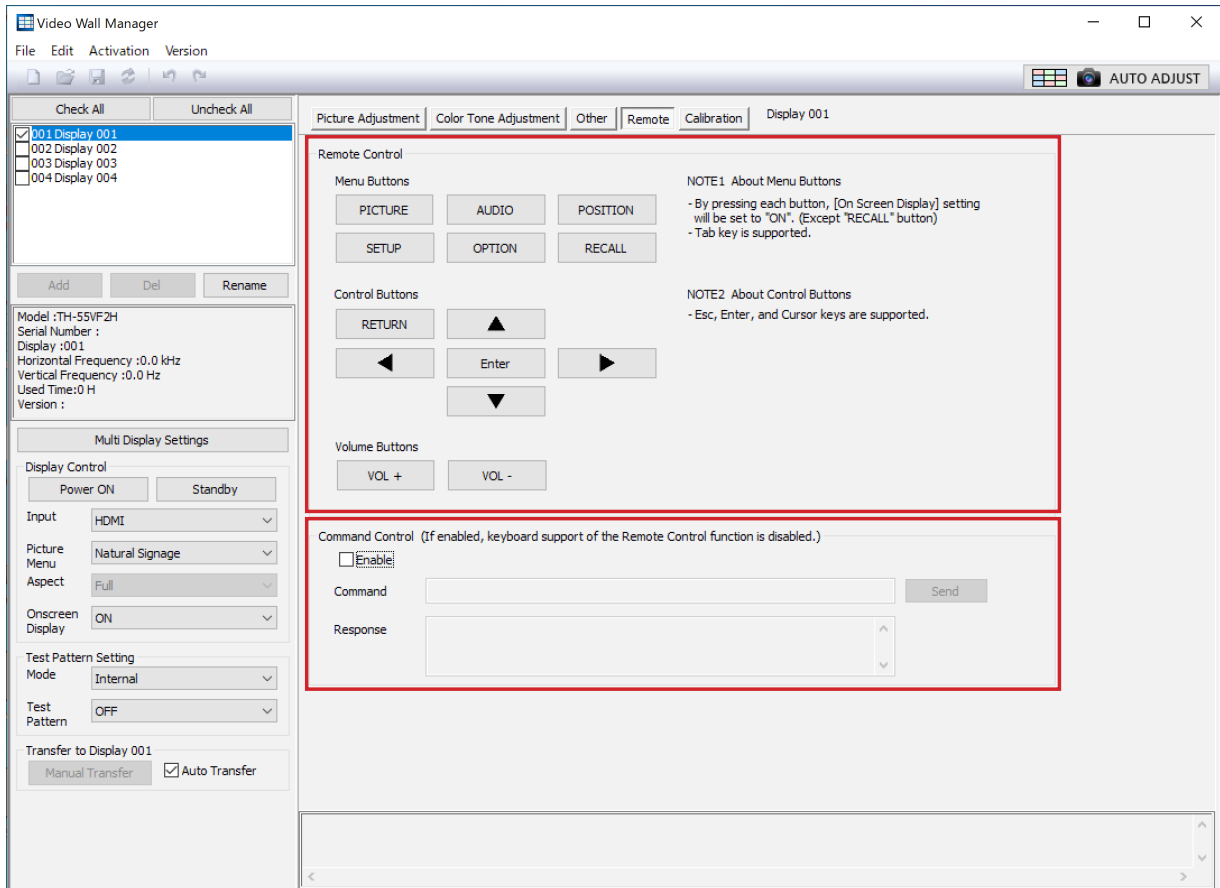 Video Wall Manager
File Edit Activation Version
AUTO ADJUST
Check All Uncheck All
001 Display 001
002 Display 002
003 Display 003
004 Display 004
Add Del Rename
Model :TH-55VF2H
Serial Number :
Display :001
Horizontal Frequency :0.0 kHz
Vertical Frequency :0.0 Hz
Used Time:0 H
Version :
Multi Display Settings
Display Control
Power ON Standby
Input HDMI
Picture Menu Natural Signage
Aspect Full
Onscreen Display ON
Test Pattern Setting
Mode Internal
Test Pattern OFF
Transfer to Display 001
Manual Transfer Auto Transfer
Picture Adjustment Color Tone Adjustment Other Remote Calibration Display 001
Remote Control
Menu Buttons
PICTURE AUDIO POSITION
SETUP OPTION RECALL
NOTE1 About Menu Buttons
- By pressing each button, [On Screen Display] setting
will be set to "ON". (Except "RECALL" button)
- Tab key is supported.
Control Buttons
RETURN ▲
◀ Enter ▶
▼
NOTE2 About Control Buttons
- Esc, Enter, and Cursor keys are supported.
Volume Buttons
VOL + VOL -
Command Control (If enabled, keyboard support of the Remote Control function is disabled.)
Enable
Command Send
Response